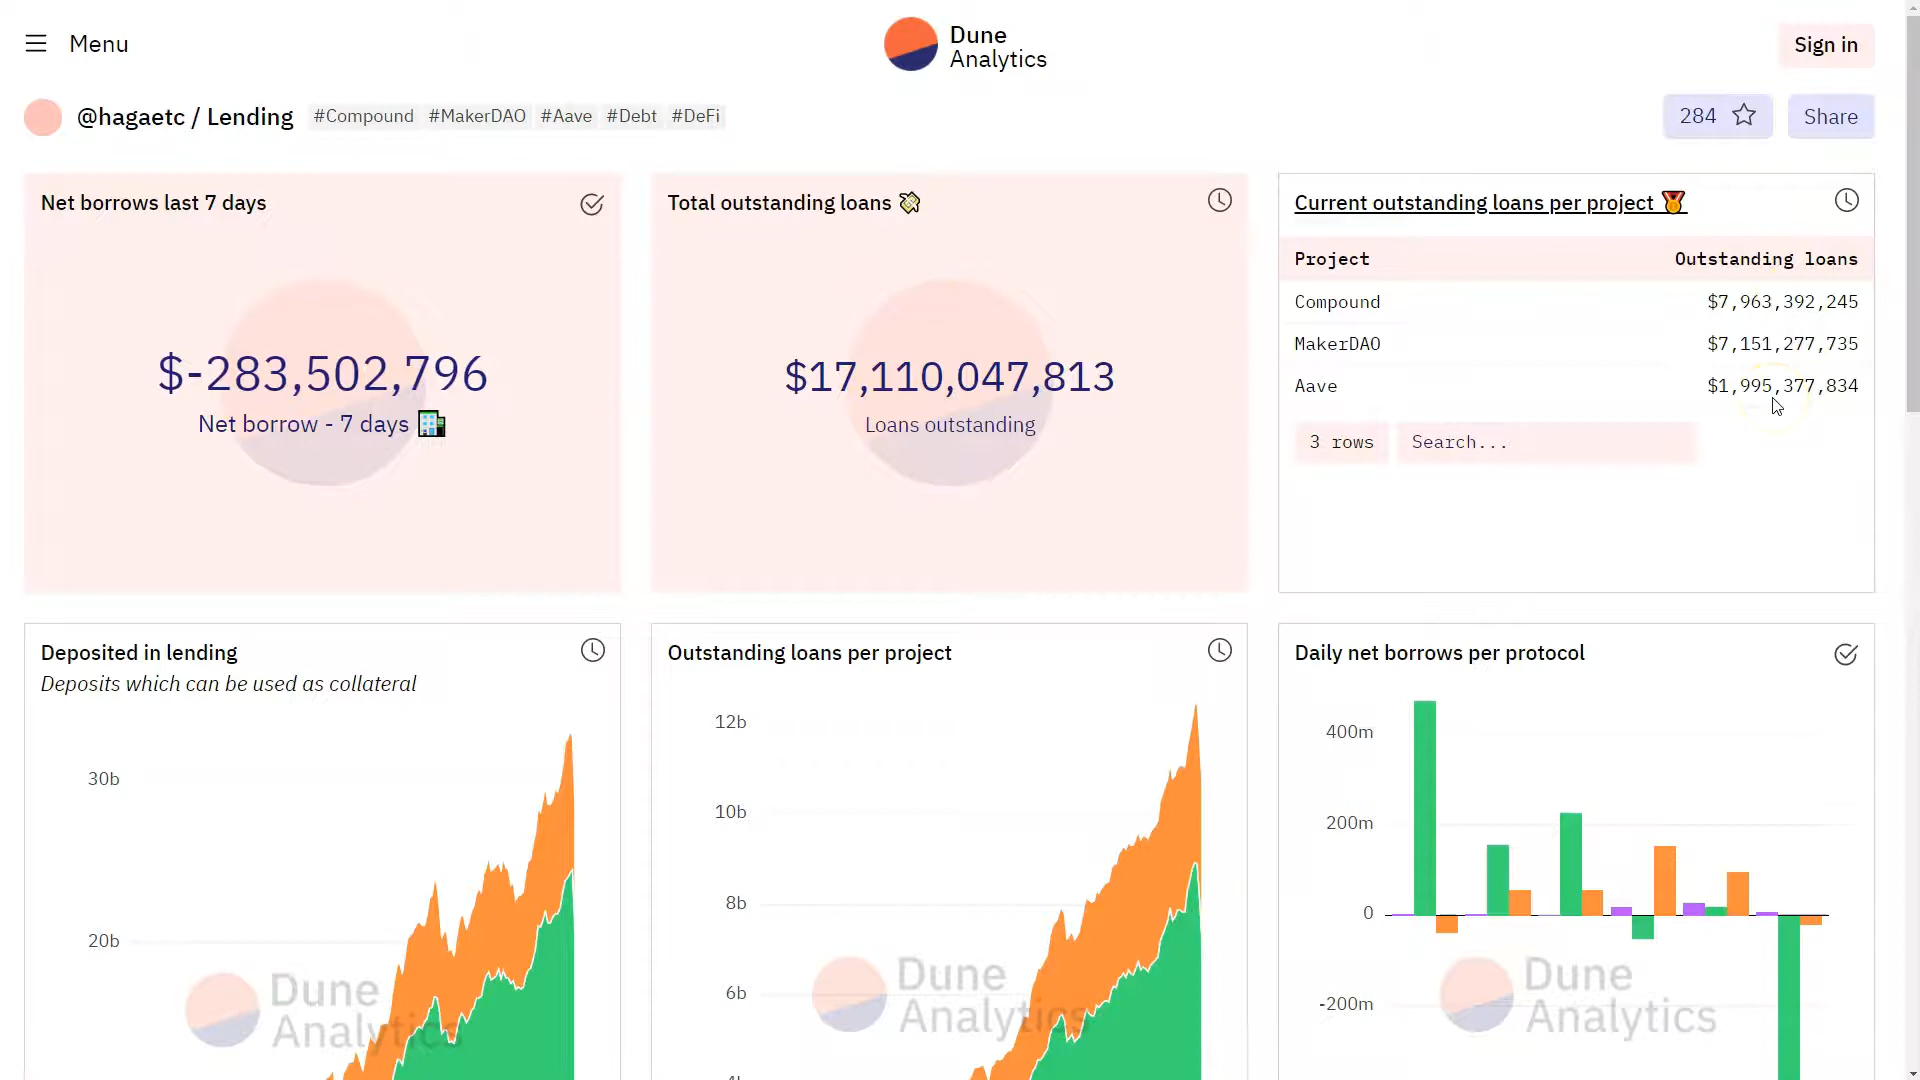 Menu
Dune
Analytics
Sign in
@hagaetc / Lending #Compound #MakerDAO #Aave #Debt #DeFi
284
Share
Net borrows last 7 days
$-283,502,796
Net borrow - 7 days
Total outstanding loans
$17,110,047,813
Loans outstanding
Current outstanding loans per project
Project Outstanding loans
Compound $7,963,392,245
MakerDAO $7,151,277,735
Aave $1,995,377,834
3 rows Search...
Deposited in lending
Deposits which can be used as collateral
30b
20b
Dune
Analytics
Outstanding loans per project
12b
10b
8b
6b
Dune
Analytics
Daily net borrows per protocol
400m
200m
0
-200m
Dune
Analytics